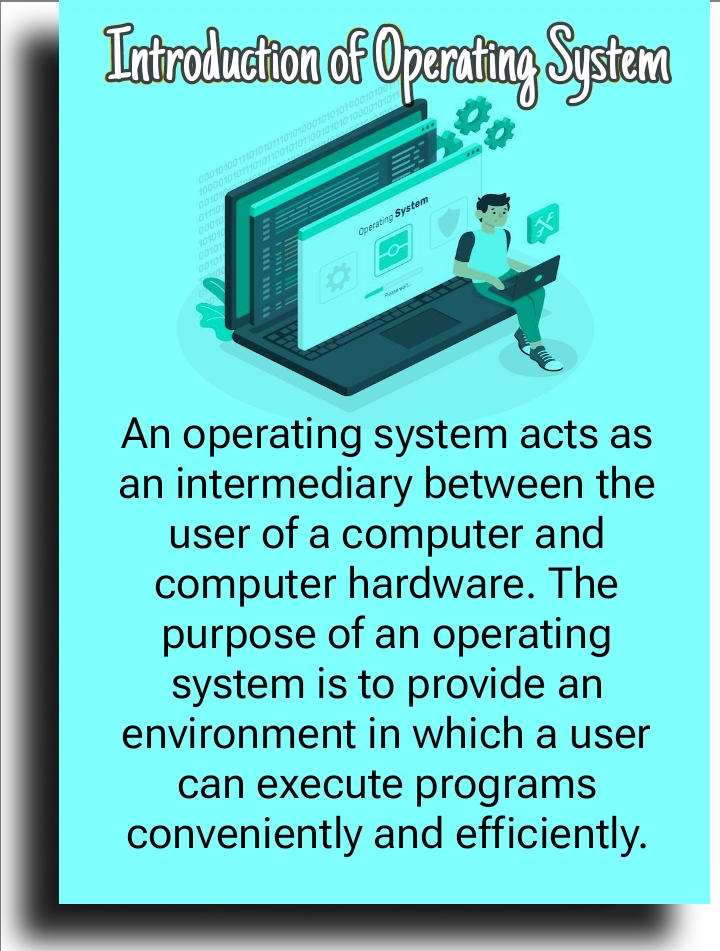 Introduction of Operating System
Operating System
Please wait...
An operating system acts as
an intermediary between the
user of a computer and
computer hardware. The
purpose of an operating
system is to provide an
environment in which a user
can execute programs
conveniently and efficiently.